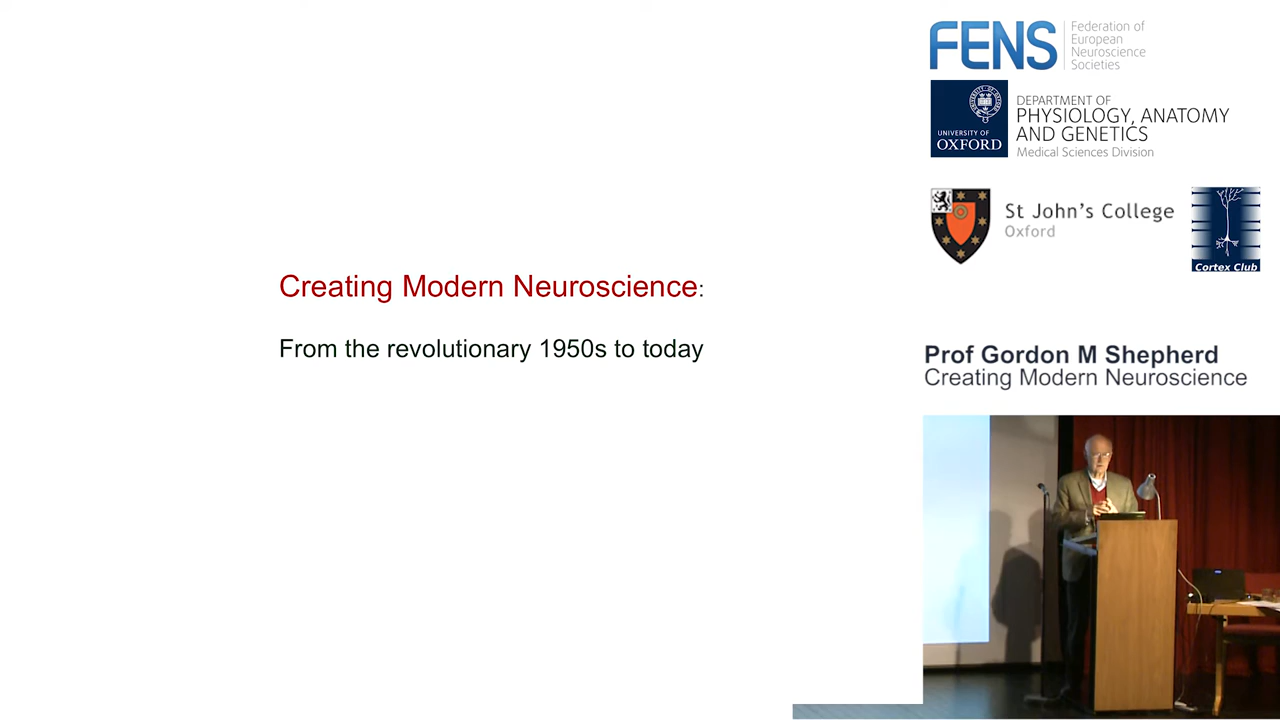 Creating Modern Neuroscience:
From the revolutionary 1950s to today
FENS
Federation of
European
Neuroscience
Societies
UNIVERSITY OF
OXFORD
DEPARTMENT OF
PHYSIOLOGY, ANATOMY
AND GENETICS
Medical Sciences Division
St John's College
Oxford
Cortex Club
Prof Gordon M Shepherd
Creating Modern Neuroscience